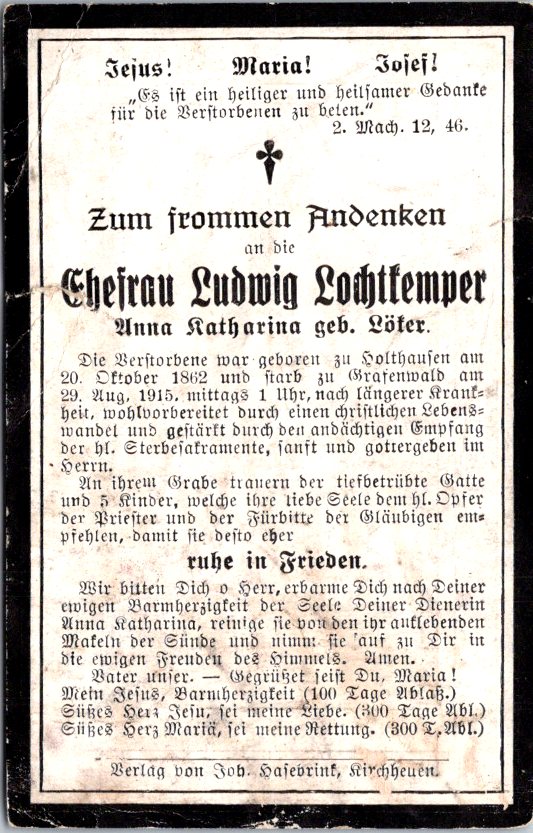 Jesus! Maria! Josef!
„Es ist ein heiliger und heilsamer Gedanke
für die Verstorbenen zu beten.“
2. Mach. 12, 46.
Zum frommen Andenken
an die
Ehefrau Ludwig Lochtkemper
Anna Katharina geb. Löker.
Die Verstorbene war geboren zu Holthausen am
20. Oktober 1862 und starb zu Grafenwald am
29. Aug. 1915, mittags 1 Uhr, nach längerer Krank-
heit, wohlvorbereitet durch einen christlichen Lebens-
wandel und gestärkt durch den andächtigen Empfang
der hl. Sterbesakramente, sanft und gottergeben im
Herrn.
An ihrem Grabe trauern der tiefbetrübte Gatte
und 5 Kinder, welche ihre liebe Seele dem hl. Opfer
der Priester und der Fürbitte der Gläubigen em-
pfehlen, damit sie desto eher
ruhe in Frieden.
Wir bitten Dich o Herr, erbarme Dich nach Deiner
ewigen Barmherzigkeit der Seele Deiner Dienerin
Anna Katharina, reinige sie von den ihr anklebenden
Makeln der Sünde und nimm sie auf zu Dir in
die ewigen Freuden des Himmels. Amen.
Vater unser. — Gegrüßet seist Du, Maria!
Mein Jesus, Barmherzigkeit (100 Tage Ablaß.)
Süßes Herz Jesu, sei meine Liebe. (300 Tage Abl.)
Süßes Herz Mariä, sei meine Rettung. (300 T. Abl.)
Verlag von Joh. Hasebrink, Kirchheuen.